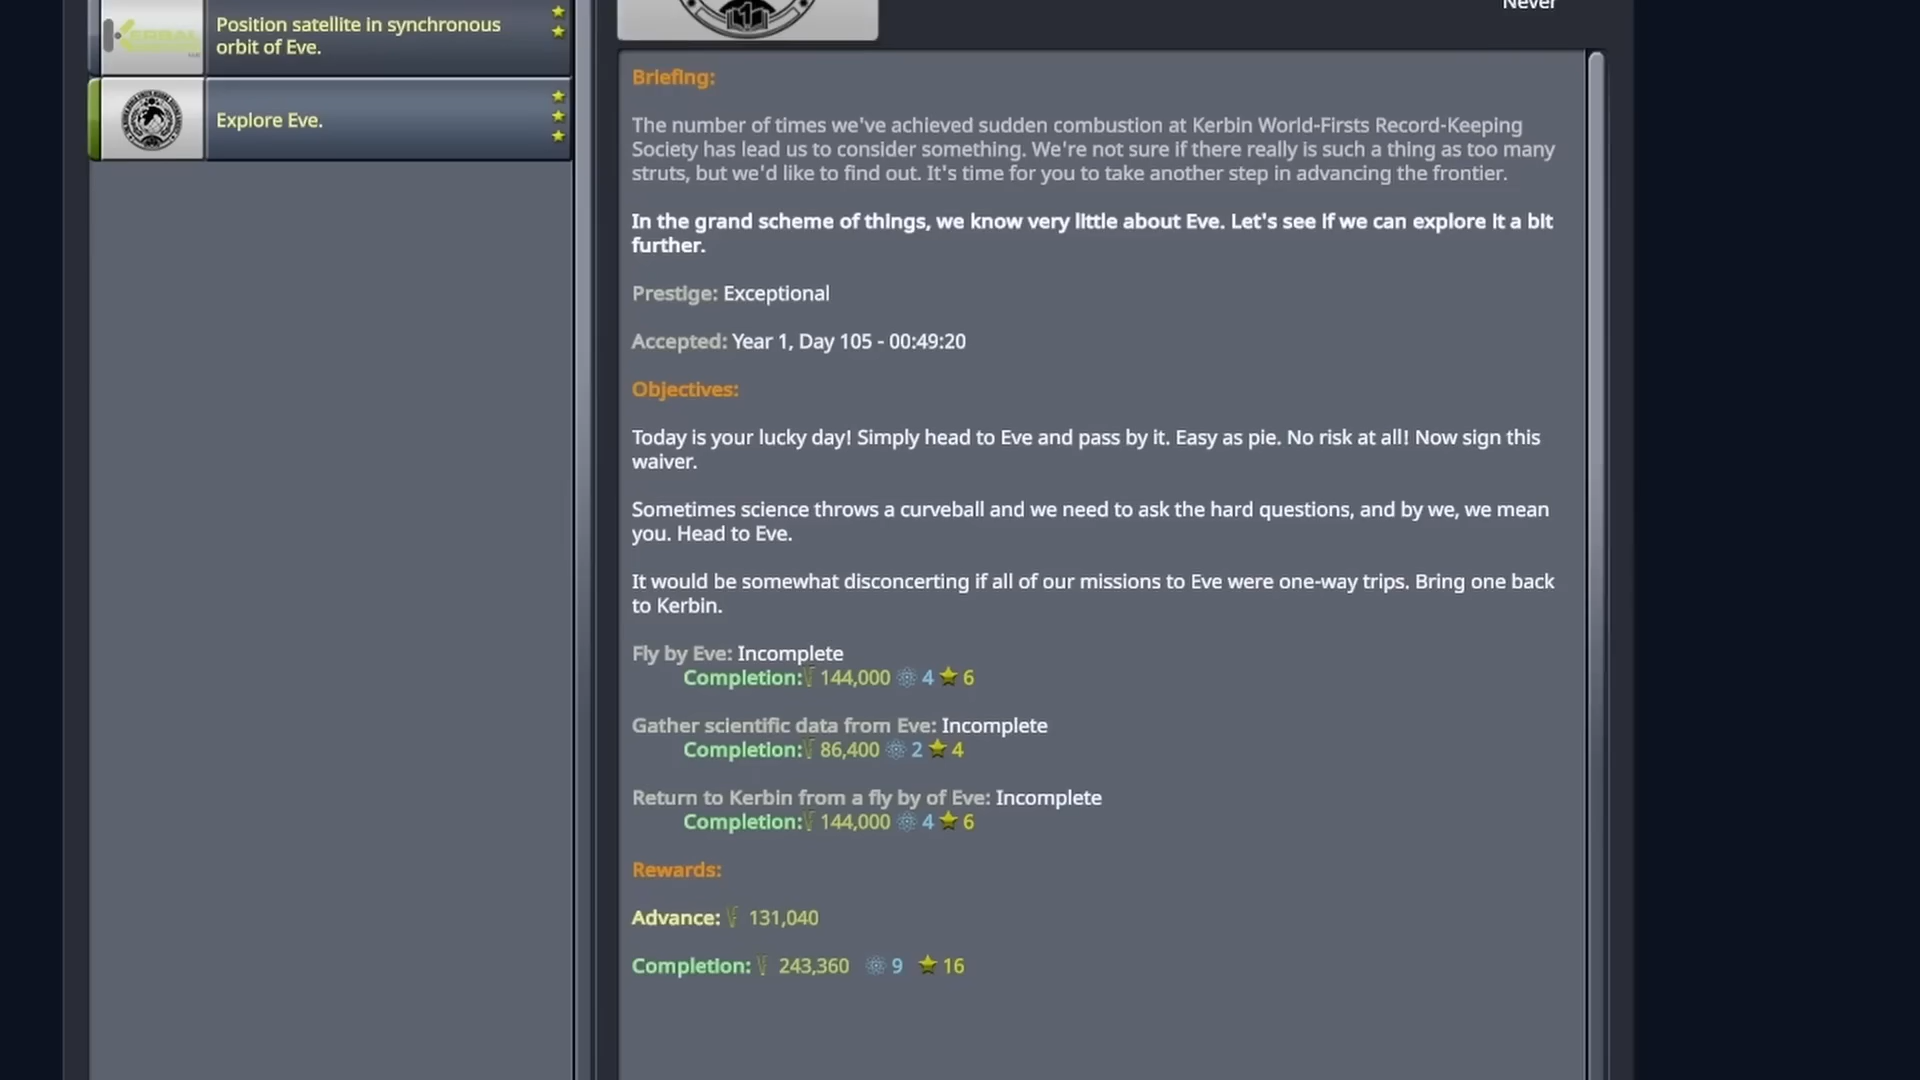 Position satellite in synchronous
orbit of Eve.
Explore Eve.
Never
Briefing:
The number of times we've achieved sudden combustion at Kerbin World-Firsts Record-Keeping
Society has lead us to consider something. We're not sure if there really is such a thing as too many
struts, but we'd like to find out. It's time for you to take another step in advancing the frontier.
In the grand scheme of things, we know very little about Eve. Let's see if we can explore it a bit
further.
Prestige: Exceptional
Accepted: Year 1, Day 105 - 00:49:20
Objectives:
Today is your lucky day! Simply head to Eve and pass by it. Easy as pie. No risk at all! Now sign this
waiver.
Sometimes science throws a curveball and we need to ask the hard questions, and by we, we mean
you. Head to Eve.
It would be somewhat disconcerting if all of our missions to Eve were one-way trips. Bring one back
to Kerbin.
Fly by Eve: Incomplete
Completion: 144,000 4 6
Gather scientific data from Eve: Incomplete
Completion: 86,400 2 4
Return to Kerbin from a fly by of Eve: Incomplete
Completion: 144,000 4 6
Rewards:
Advance: 131,040
Completion: 243,360 9 16